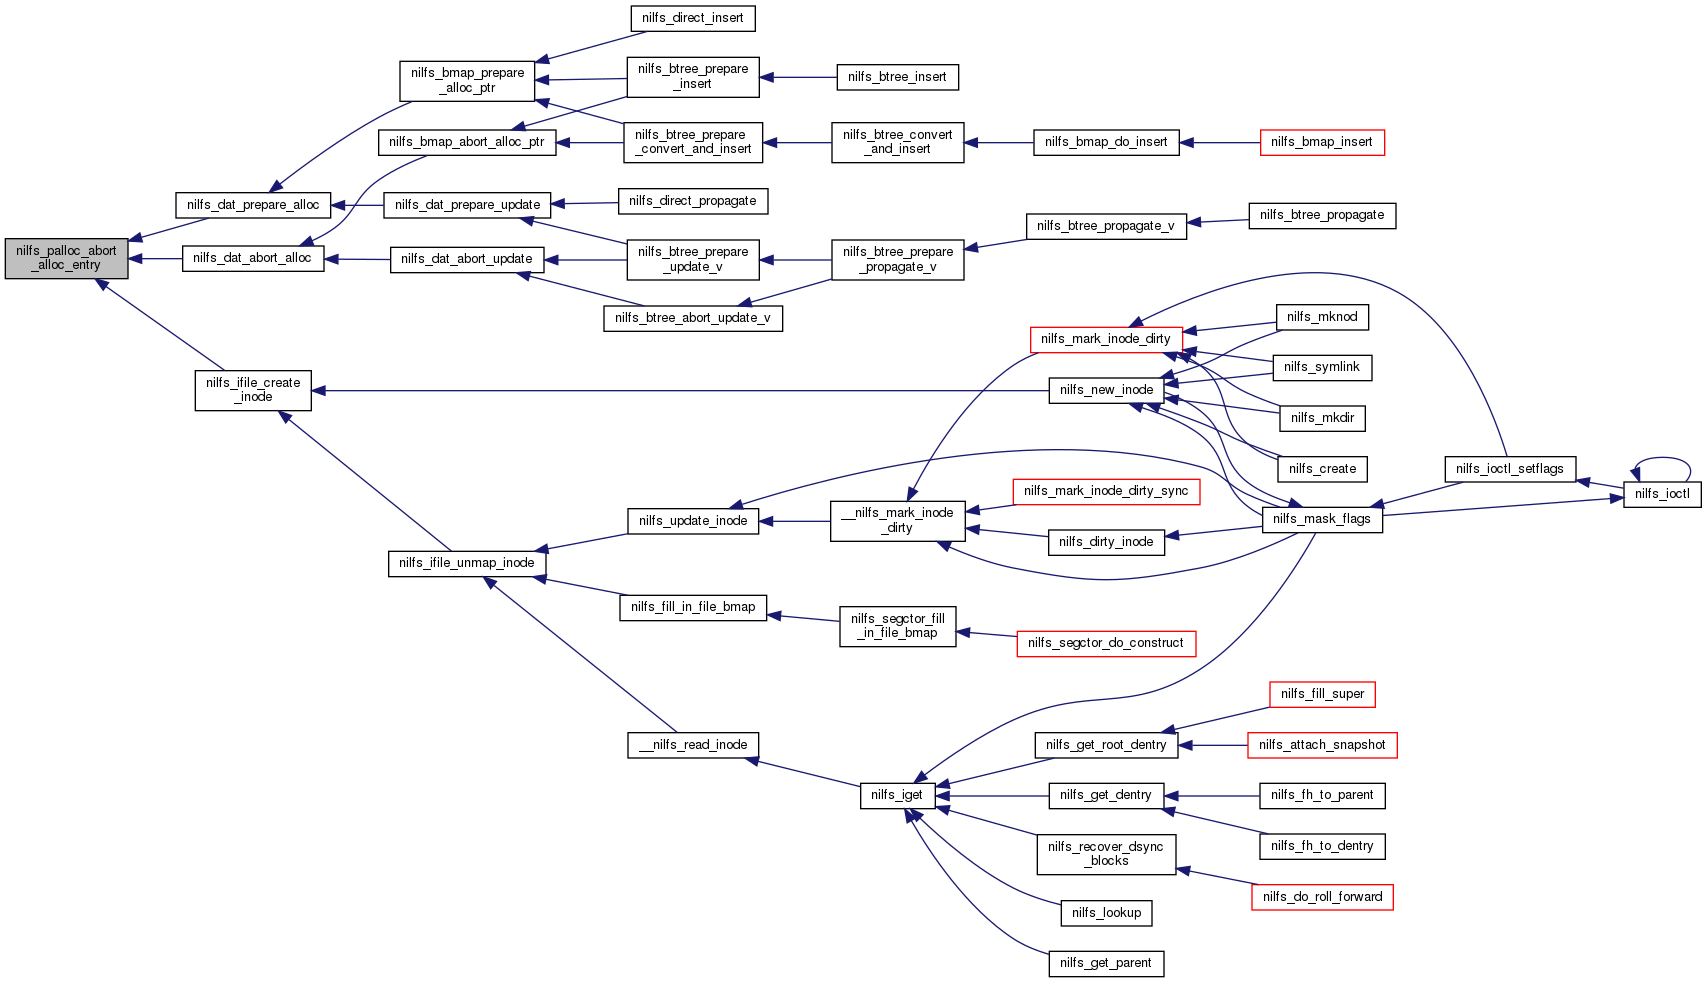 nilfs_palloc_abort
_alloc_entry
nilfs_dat_prepare_alloc
nilfs_dat_abort_alloc
nilfs_ifile_create
_inode
nilfs_bmap_prepare
_alloc_ptr
nilfs_bmap_abort_alloc_ptr
nilfs_dat_prepare_update
nilfs_dat_abort_update
nilfs_ifile_unmap_inode
nilfs_direct_insert
nilfs_btree_prepare
_insert
nilfs_btree_prepare
_convert_and_insert
nilfs_direct_propagate
nilfs_btree_prepare
_update_v
nilfs_btree_abort_update_v
nilfs_update_inode
nilfs_fill_in_file_bmap
__nilfs_read_inode
nilfs_btree_insert
nilfs_btree_convert
_and_insert
nilfs_btree_prepare
_propagate_v
__nilfs_mark_inode
_dirty
nilfs_segctor_fill
_in_file_bmap
nilfs_iget
nilfs_bmap_do_insert
nilfs_btree_propagate_v
nilfs_mark_inode_dirty
nilfs_new_inode
nilfs_mark_inode_dirty_sync
nilfs_dirty_inode
nilfs_segctor_do_construct
nilfs_get_root_dentry
nilfs_get_dentry
nilfs_recover_dsync
_blocks
nilfs_lookup
nilfs_get_parent
nilfs_bmap_insert
nilfs_btree_propagate
nilfs_mknod
nilfs_symlink
nilfs_mkdir
nilfs_create
nilfs_mask_flags
nilfs_fill_super
nilfs_attach_snapshot
nilfs_fh_to_parent
nilfs_fh_to_dentry
nilfs_do_roll_forward
nilfs_ioctl_setflags
nilfs_ioctl